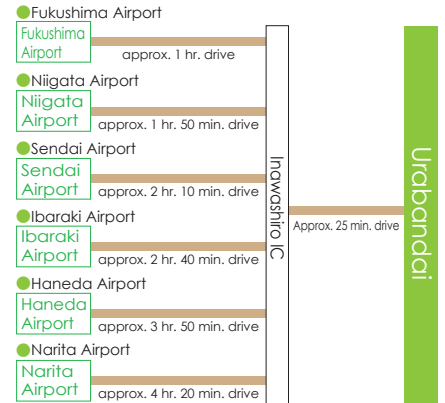 Fukushima Airport
Fukushima
Airport
approx. 1 hr. drive
Niigata Airport
Niigata
Airport
approx. 1 hr. 50 min. drive
Sendai Airport
Sendai
Airport
approx. 2 hr. 10 min. drive
Ibaraki Airport
Ibaraki
Airport
approx. 2 hr. 40 min. drive
Haneda Airport
Haneda
Airport
approx. 3 hr. 50 min. drive
Narita Airport
Narita
Airport
approx. 4 hr. 20 min. drive
Inawashiro IC
Approx. 25 min. drive
Urabandai